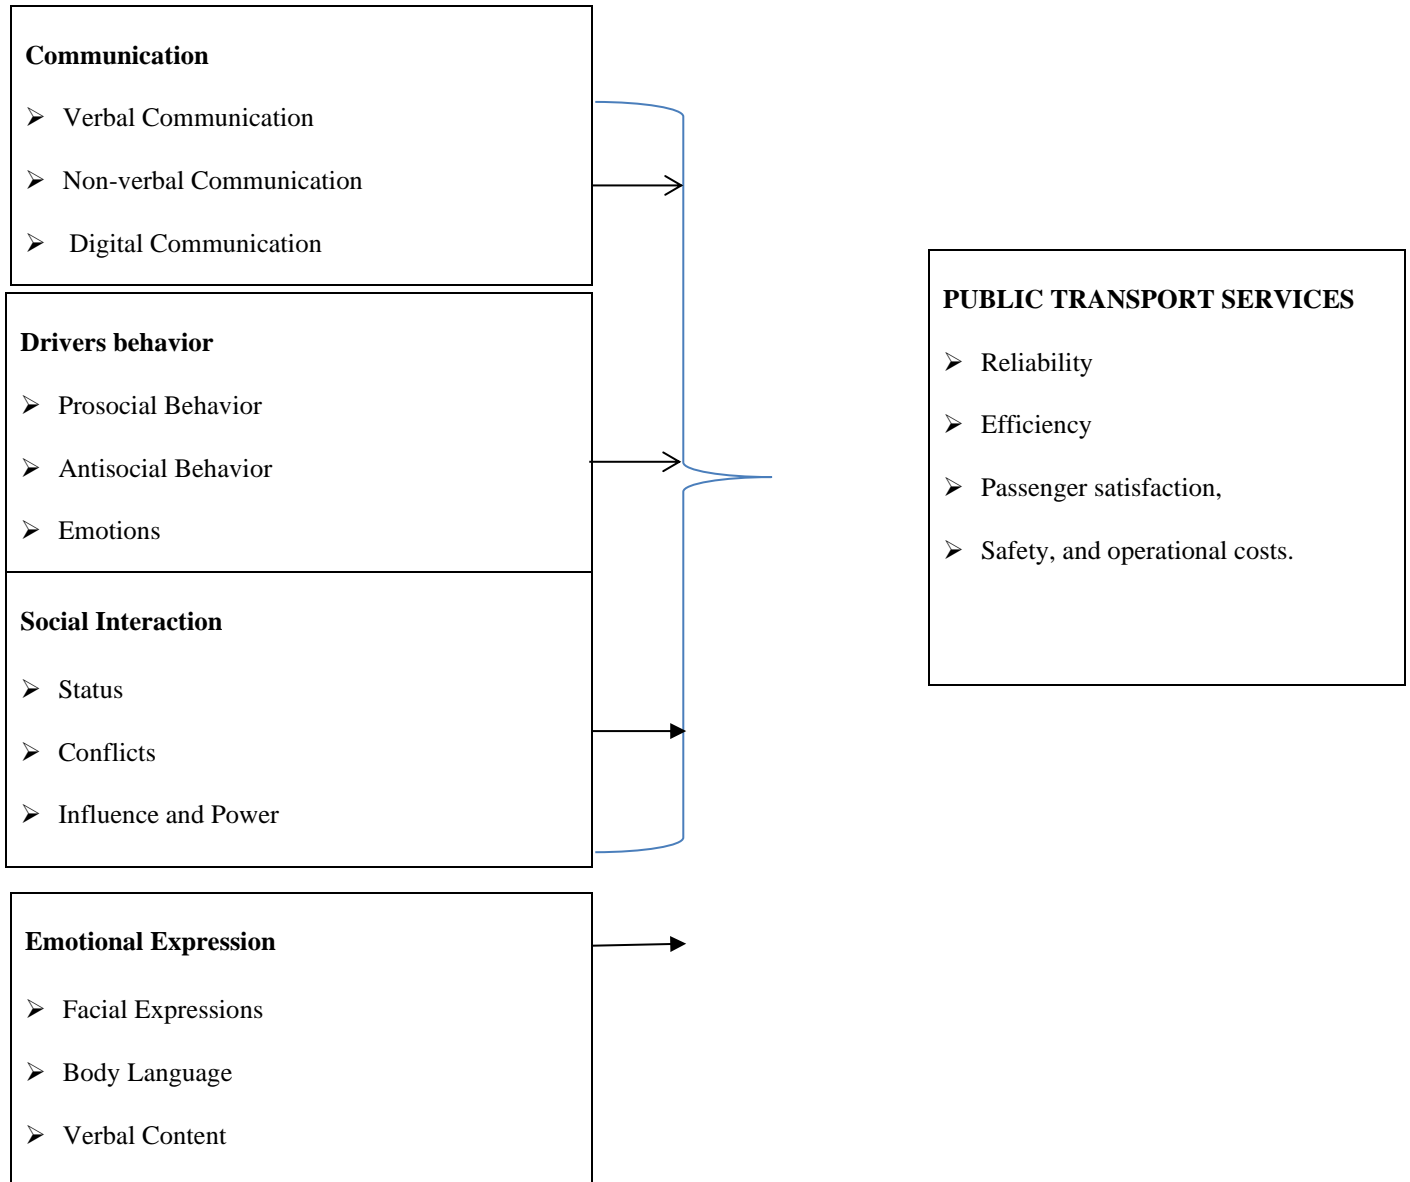 Communication
➢ Verbal Communication
➢ Non-verbal Communication
➢ Digital Communication
Drivers behavior
➢ Prosocial Behavior
➢ Antisocial Behavior
➢ Emotions
Social Interaction
➢ Status
➢ Conflicts
➢ Influence and Power
Emotional Expression
➢ Facial Expressions
➢ Body Language
➢ Verbal Content
PUBLIC TRANSPORT SERVICES
➢ Reliability
➢ Efficiency
➢ Passenger satisfaction,
➢ Safety, and operational costs.